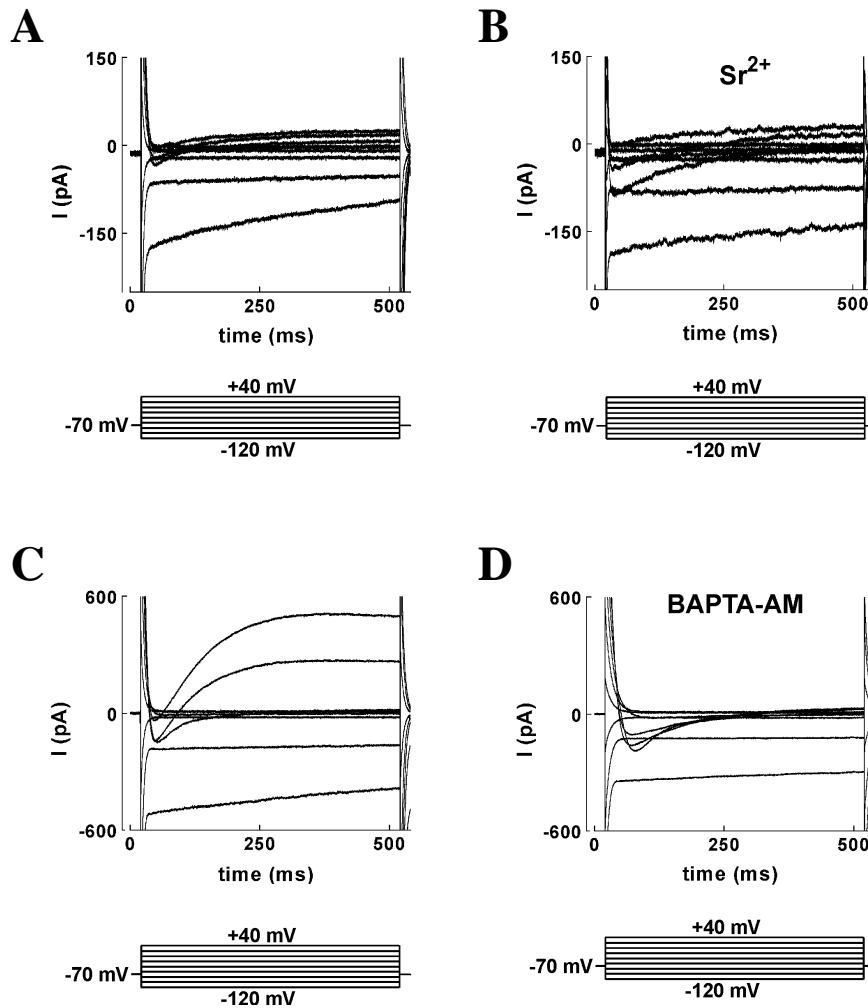 A
150
0
-150
I (pA)
0
250
500
time (ms)
+40 mV
-70 mV
-120 mV
B
Sr2+
150
0
-150
I (pA)
0
250
500
time (ms)
+40 mV
-70 mV
-120 mV
C
600
0
-600
I (pA)
0
250
500
time (ms)
+40 mV
-70 mV
-120 mV
D
BAPTA-AM
600
0
-600
I (pA)
0
250
500
time (ms)
+40 mV
-70 mV
-120 mV